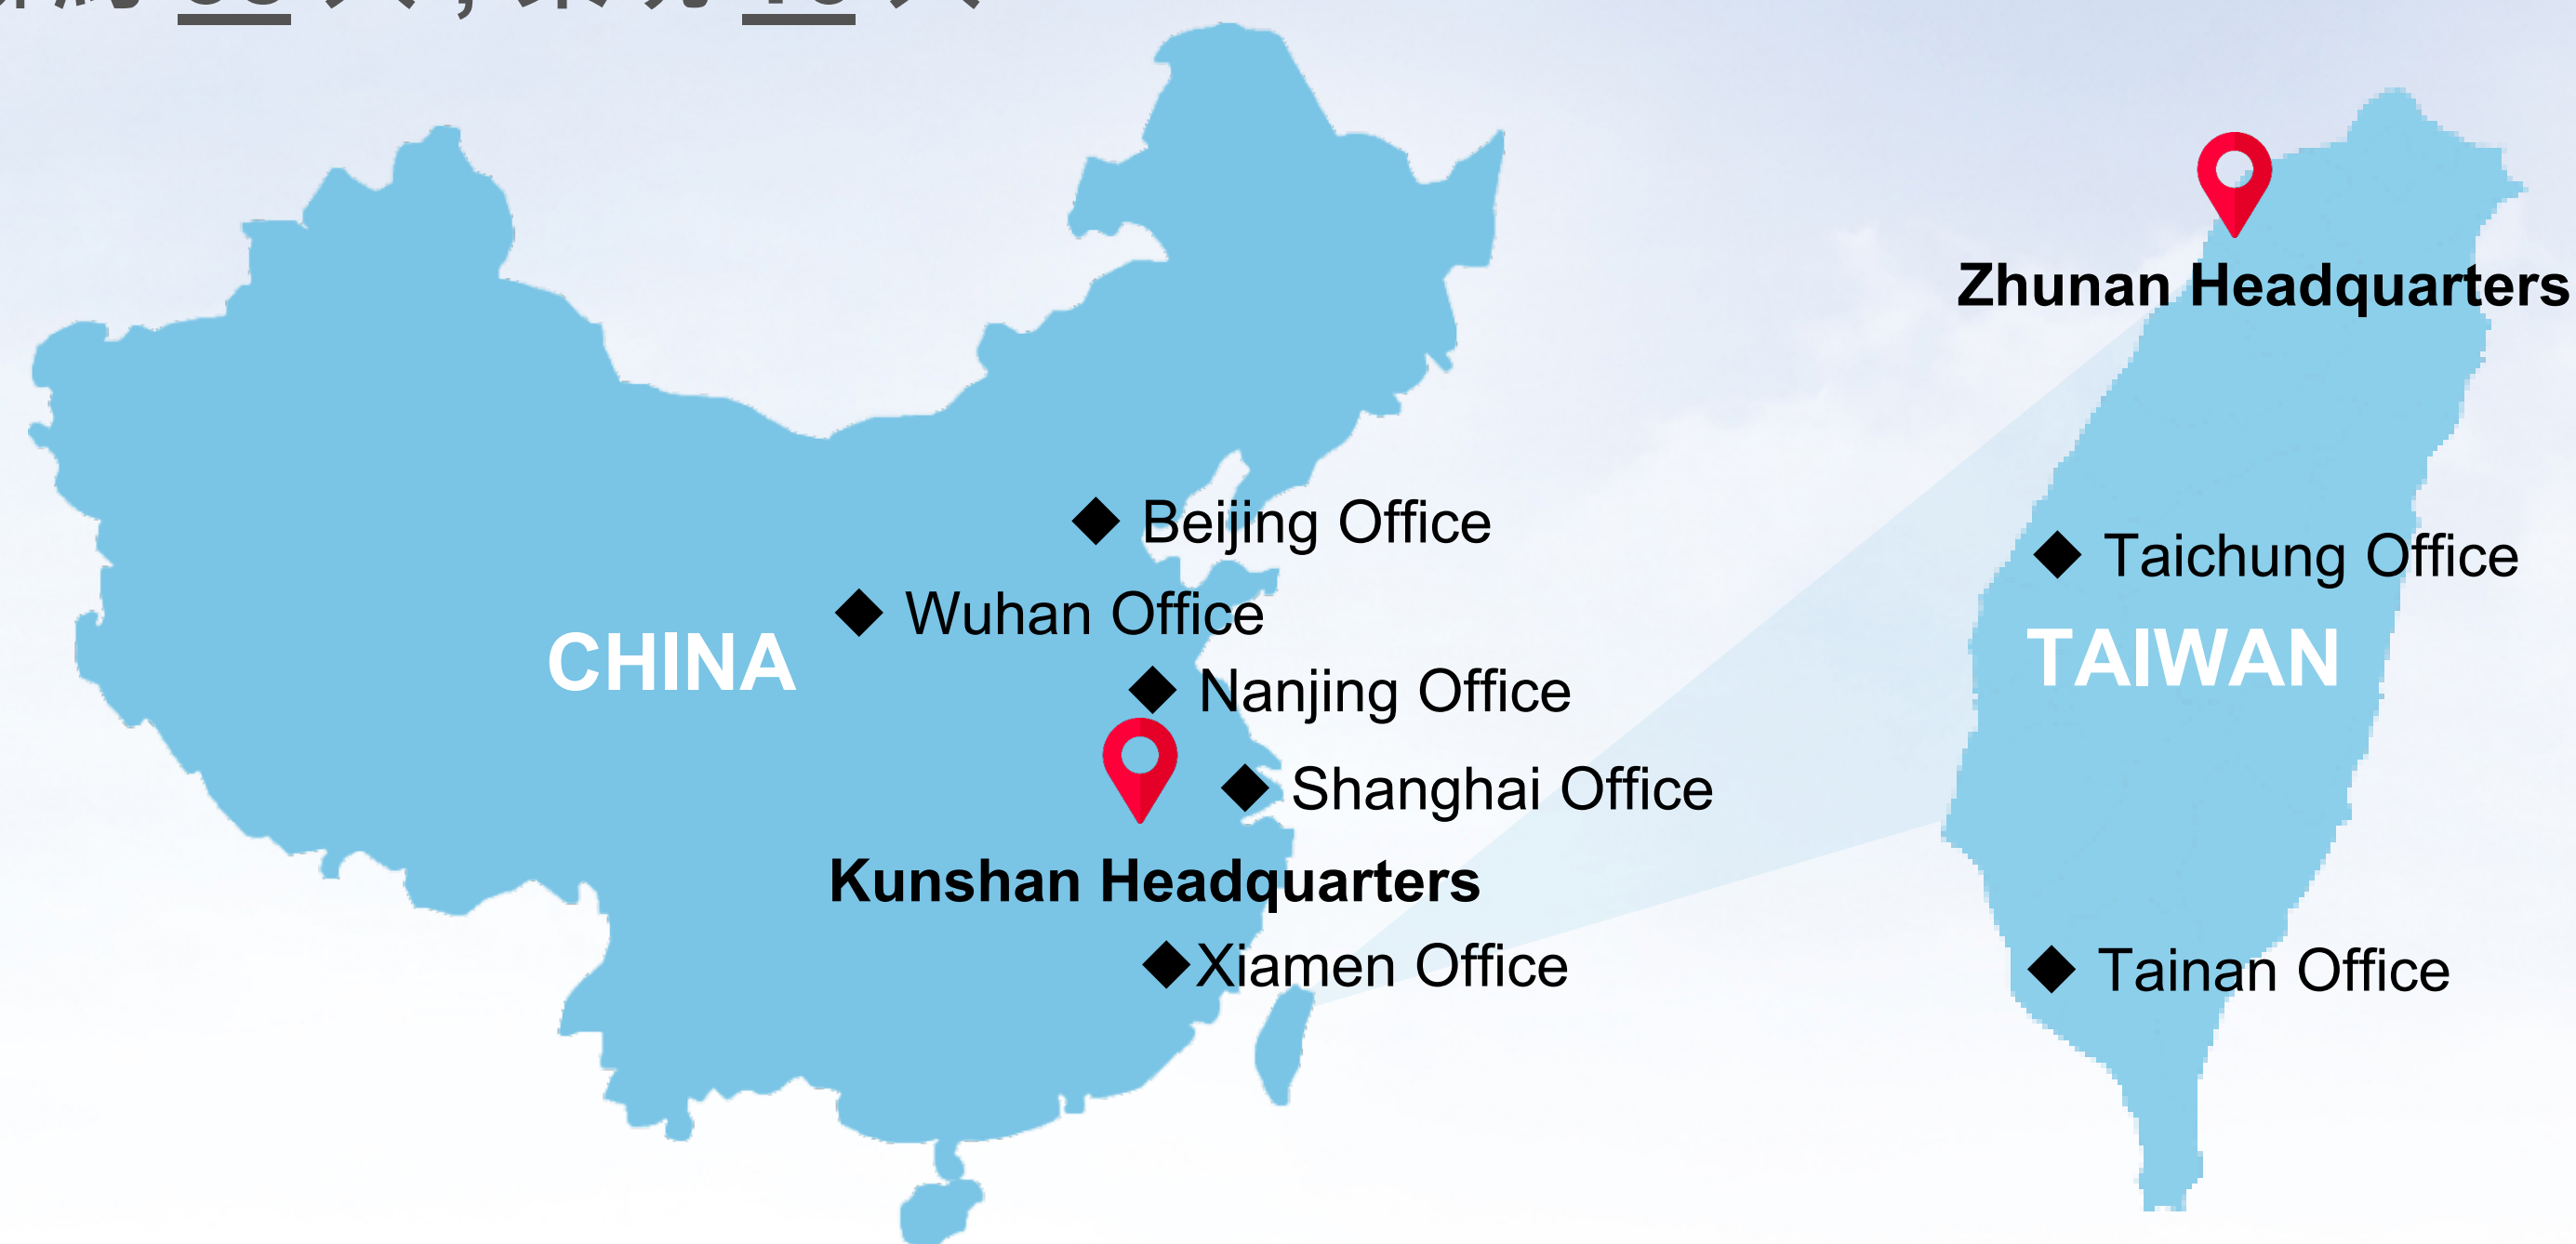 Zhunan Headquarters
Beijing Office
Taichung Office
Wuhan Office
CHINA
TAIWAN
Nanjing Office
Shanghai Office
Kunshan Headquarters
Xiamen Office
Tainan Office